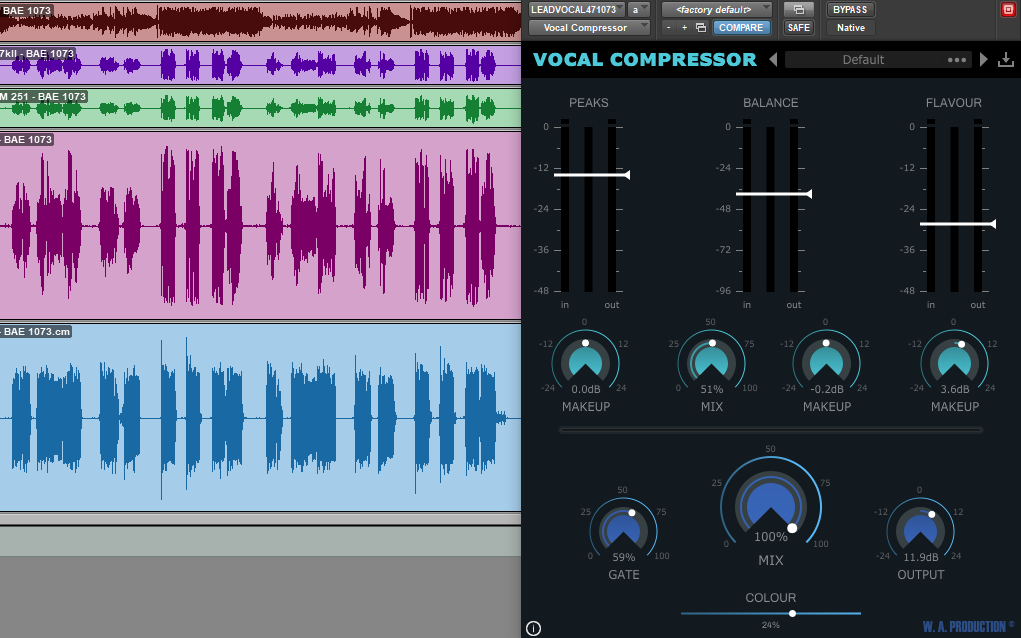 BAE 1073
7kll - BAE 1073
M 251 - BAE 1073
- BAE 1073
- BAE 1073.cm
LEADVOCAL471073 a <factory default> BYPASS
Vocal Compressor - + COMPARE SAFE Native
VOCAL COMPRESSOR Default
PEAKS BALANCE FLAVOUR
0 0 0
-12 -24 -12
-24 -48 -24
-36 -72 -36
-48 -96 -48
in out in out in out
0 50 0 0
-12 12 25 75 -12 12 -12 12
-24 0.0dB 24 0 51% 100 -24 -0.2dB 24 -24 3.6dB 24
MAKEUP MIX MAKEUP MAKEUP
50
25 75
0 100% 100
MIX
50
25 75
0 59% 100
GATE
0
-12 12
-24 11.9dB 24
OUTPUT
COLOUR
24%
W. A. PRODUCTION ®